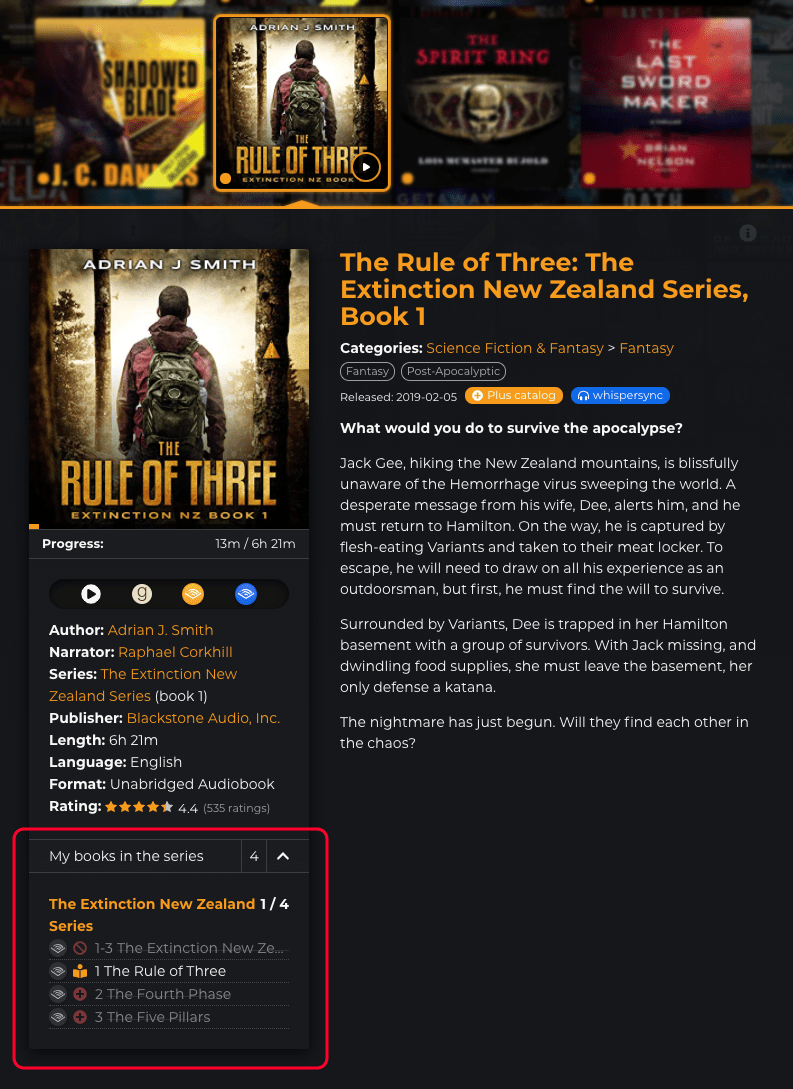 SHADOWED
BLADE
J. C. DAN
ADRIAN J SMITH
THE
RULE OF THREE
EXTINCTION NZ BOOK
THE
SPIRIT RING
LOIS MCMASTER BUJOLD
THE
LAST
SWORD
MAKER
BRIAN
NELSON
GETAWAY
OATH
ADRIAN J SMITH
THE
RULE OF THREE
EXTINCTION NZ BOOK 1
Progress: 13m / 6h 21m
g
Author: Adrian J. Smith
Narrator: Raphael Corkhill
Series: The Extinction New
Zealand Series (book 1)
Publisher: Blackstone Audio, Inc.
Length: 6h 21m
Language: English
Format: Unabridged Audiobook
Rating: 4.4 (535 ratings)
My books in the series 4
The Extinction New Zealand 1 / 4
Series
1-3 The Extinction New Ze...
1 The Rule of Three
2 The Fourth Phase
3 The Five Pillars
The Rule of Three: The
Extinction New Zealand Series,
Book 1
Categories: Science Fiction & Fantasy > Fantasy
Fantasy Post-Apocalyptic
Released: 2019-02-05 Plus catalog whispersync
What would you do to survive the apocalypse?
Jack Gee, hiking the New Zealand mountains, is blissfully
unaware of the Hemorrhage virus sweeping the world. A
desperate message from his wife, Dee, alerts him, and he
must return to Hamilton. On the way, he is captured by
flesh-eating Variants and taken to their meat locker. To
escape, he will need to draw on all his experience as an
outdoorsman, but first, he must find the will to survive.
Surrounded by Variants, Dee is trapped in her Hamilton
basement with a group of survivors. With Jack missing, and
dwindling food supplies, she must leave the basement, her
only defense a katana.
The nightmare has just begun. Will they find each other in
the chaos?